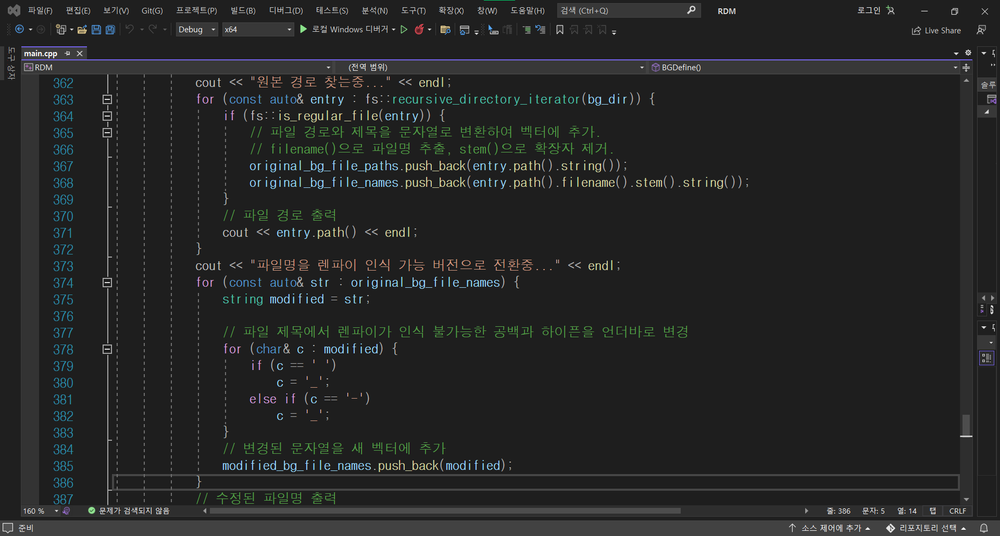 파일(F) 편집(E) 보기(V) Git(G) 프로젝트(P) 빌드(B) 디버그(D) 테스트(S) 분석(N) 도구(T) 확장(X) 창(W) 도움말(H) 검색 (Ctrl+Q) RDM 로그인
Debug x64 로컬 Windows 디버거 Live Share
도구 상자
main.cpp
RDM (전역 범위) BGDefine()
솔루
362 cout << "원본 경로 찾는중..." << endl;
363 for (const auto& entry : fs::recursive_directory_iterator(bg_dir)) {
364 if (fs::is_regular_file(entry)) {
365 // 파일 경로와 제목을 문자열로 변환하여 벡터에 추가.
366 // filename()으로 파일명 추출, stem()으로 확장자 제거.
367 original_bg_file_paths.push_back(entry.path().string());
368 original_bg_file_names.push_back(entry.path().filename().stem().string());
369 }
370 // 파일 경로 출력
371 cout << entry.path() << endl;
372 }
373 cout << "파일명을 렌파이 인식 가능 버전으로 전환중..." << endl;
374 for (const auto& str : original_bg_file_names) {
375 string modified = str;
376
377 // 파일 제목에서 렌파이가 인식 불가능한 공백과 하이픈을 언더바로 변경
378 for (char& c : modified) {
379 if (c == ' ')
380 c = '_';
381 else if (c == '-')
382 c = '_';
383 }
384 // 변경된 문자열을 새 벡터에 추가
385 modified_bg_file_names.push_back(modified);
386 }
387 // 수정된 파일명 출력
160 % 문제가 검색되지 않음 줄: 386 문자: 5 열: 14 탭 CRLF
준비 소스 제어에 추가 리포지토리 선택